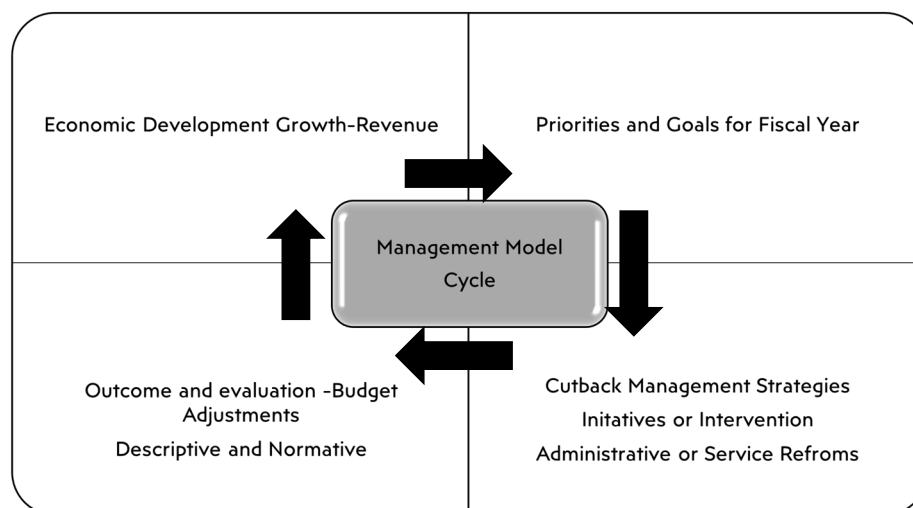 Economic Development Growth-Revenue
Priorities and Goals for Fiscal Year
Management Model
Cycle
Outcome and evaluation -Budget
Adjustments
Descriptive and Normative
Cutback Management Strategies
Initatives or Intervention
Administrative or Service Refroms